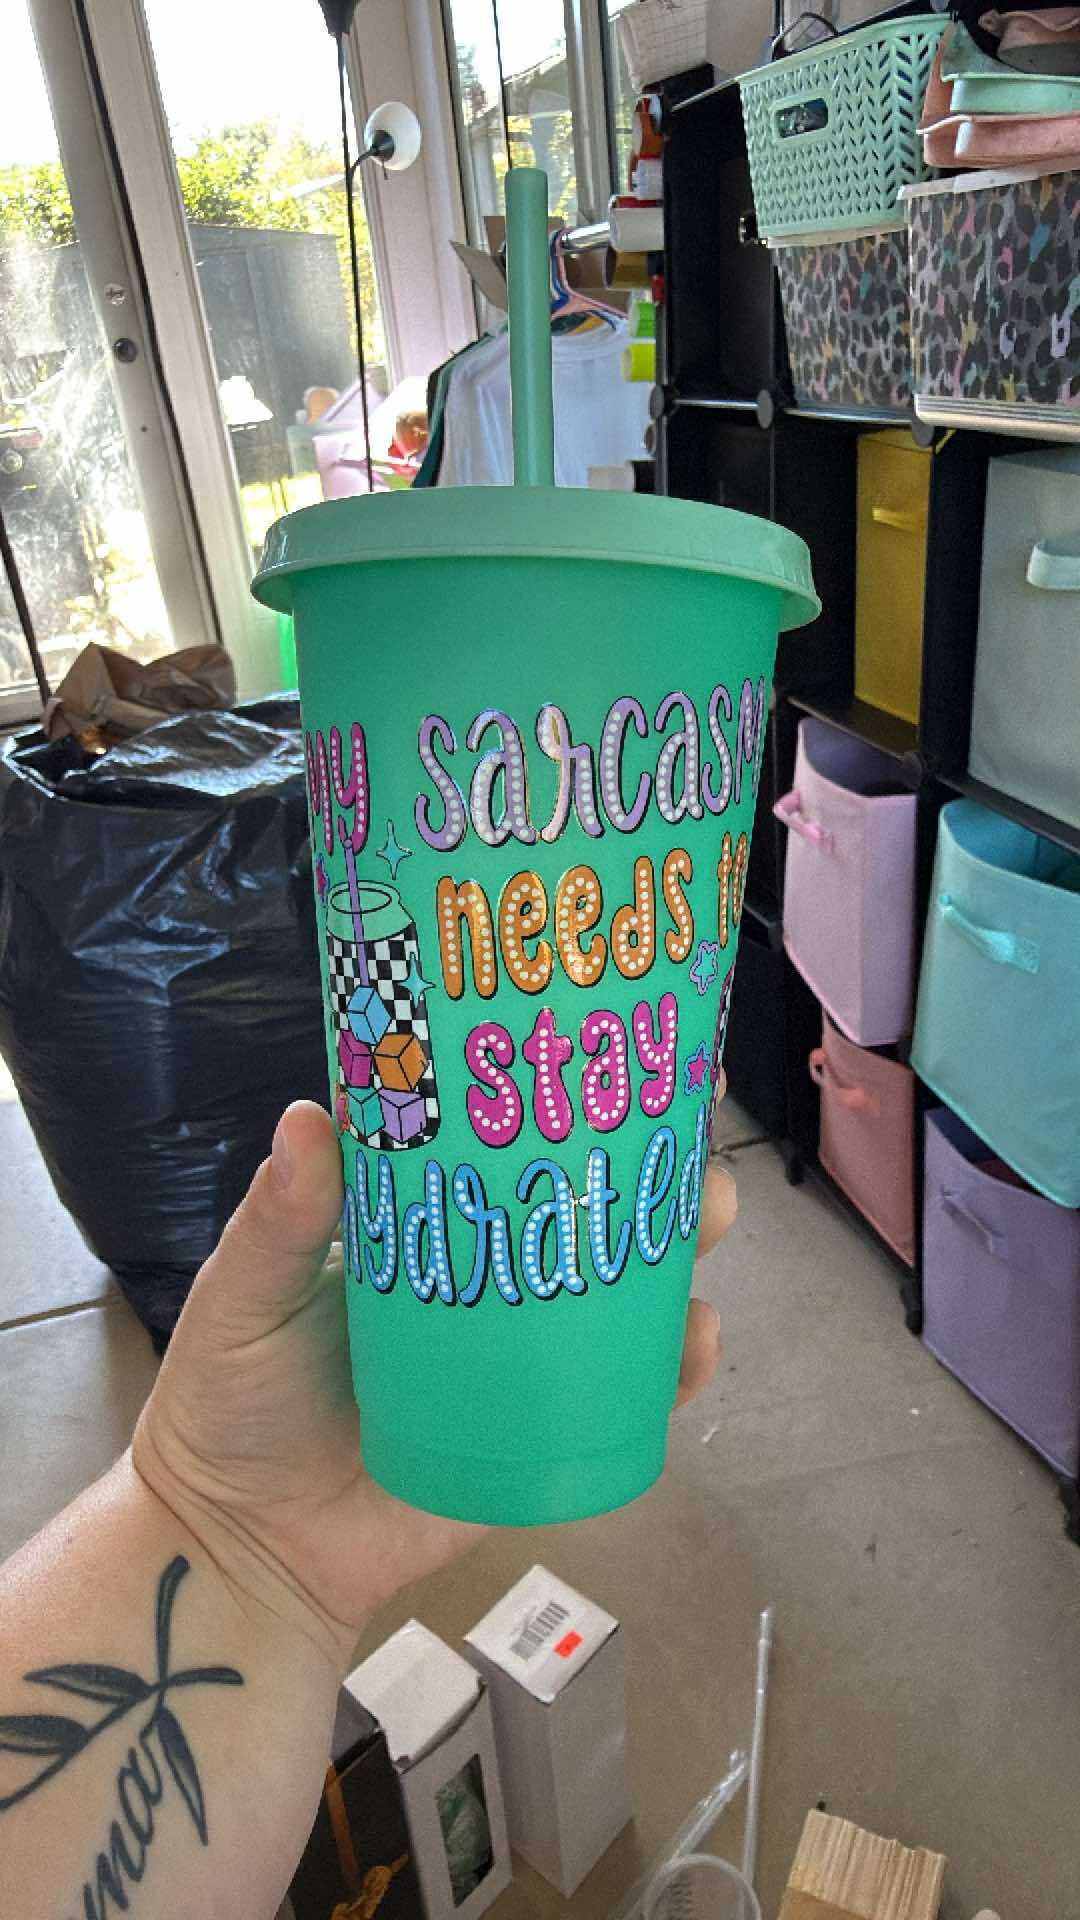 my sarcasm
needs to
stay
hydrated